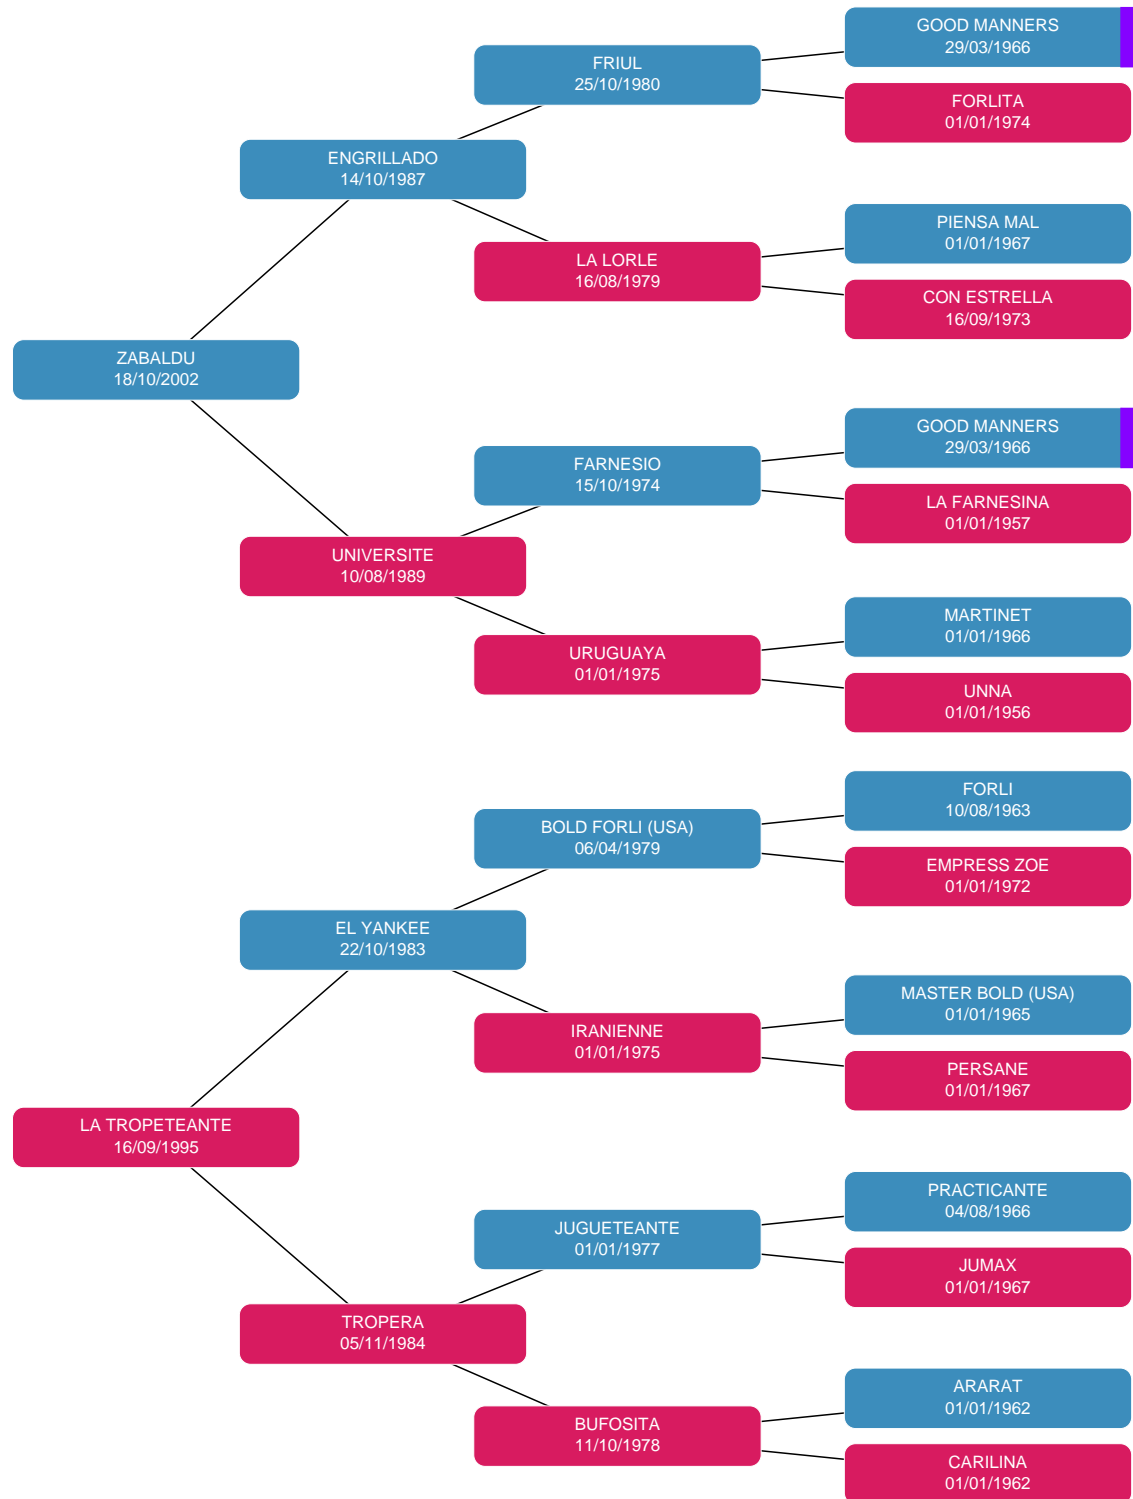 GOOD MANNERS
29/03/1966
FRIUL
25/10/1980
FORLITA
01/01/1974
ENGRILLADO
14/10/1987
PIENSA MAL
01/01/1967
LA LORLE
16/08/1979
CON ESTRELLA
16/09/1973
ZABALDU
18/10/2002
GOOD MANNERS
29/03/1966
FARNESIO
15/10/1974
LA FARNESINA
01/01/1957
UNIVERSITE
10/08/1989
MARTINET
01/01/1966
URUGUAYA
01/01/1975
UNNA
01/01/1956
FORLI
10/08/1963
BOLD FORLI (USA)
06/04/1979
EMPRESS ZOE
01/01/1972
EL YANKEE
22/10/1983
MASTER BOLD (USA)
01/01/1965
IRANIENNE
01/01/1975
PERSANE
01/01/1967
LA TROPETEANTE
16/09/1995
PRACTICANTE
04/08/1966
JUGUETEANTE
01/01/1977
JUMAX
01/01/1967
TROPERA
05/11/1984
ARARAT
01/01/1962
BUFOSITA
11/10/1978
CARILINA
01/01/1962